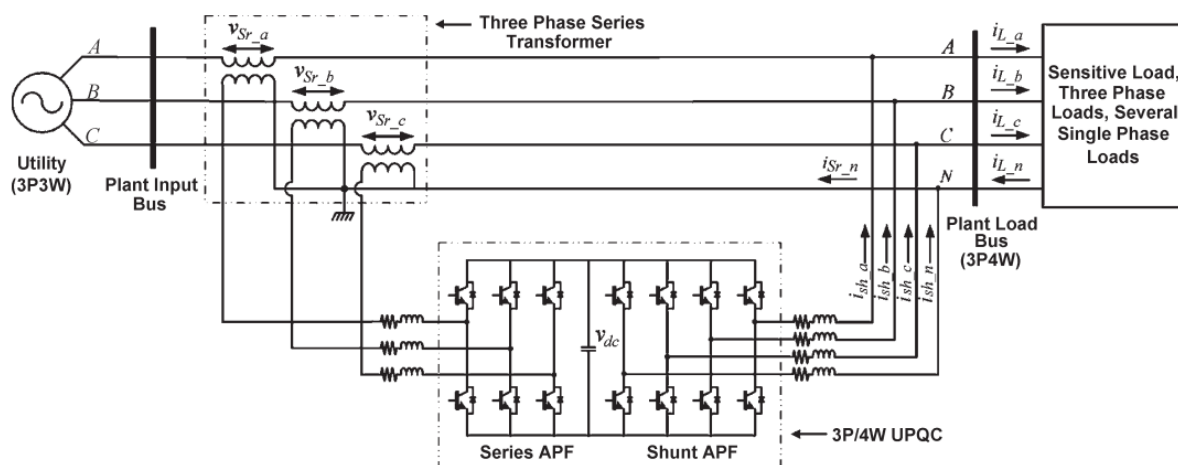 Three Phase Series
Transformer
v_Sr_a
v_Sr_b
v_Sr_c
A
B
C
Utility
(3P3W)
Plant Input
Bus
i_Sr_n
A
B
C
N
i_L_a
i_L_b
i_L_c
i_L_n
Sensitive Load,
Three Phase
Loads, Several
Single Phase
Loads
Plant Load
Bus
(3P4W)
i_sh_a
i_sh_b
i_sh_c
i_sh_n
v_dc
Series APF
Shunt APF
3P/4W UPQC